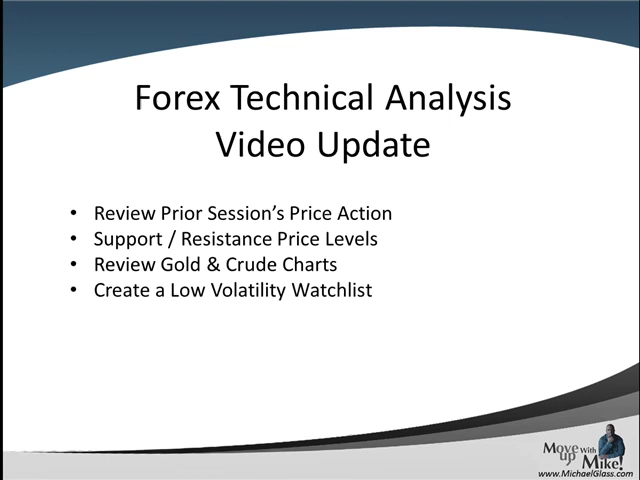 Forex Technical Analysis
Video Update
• Review Prior Session's Price Action
• Support / Resistance Price Levels
• Review Gold & Crude Charts
• Create a Low Volatility Watchlist
Move up With Mike!
www.MichaelGlass.com